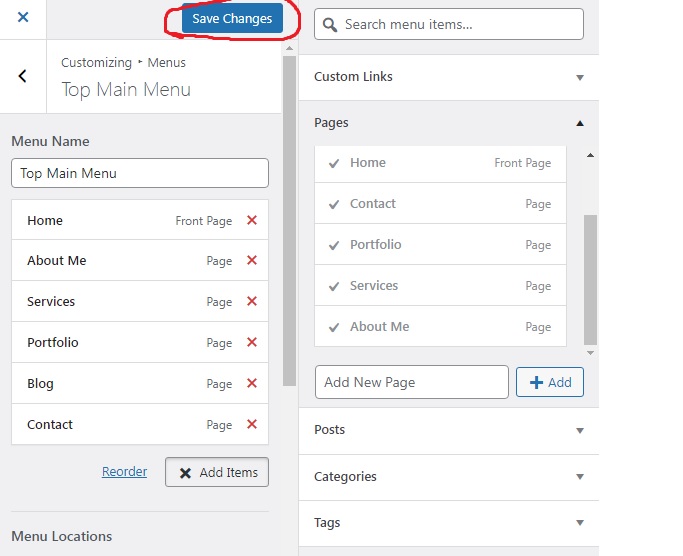 Save Changes
Customizing ▸ Menus
Top Main Menu
Menu Name
Top Main Menu
Home Front Page
About Me Page
Services Page
Portfolio Page
Blog Page
Contact Page
Reorder Add Items
Menu Locations
Search menu items...
Custom Links
Pages
Home Front Page
Contact Page
Portfolio Page
Services Page
About Me Page
Add New Page + Add
Posts
Categories
Tags